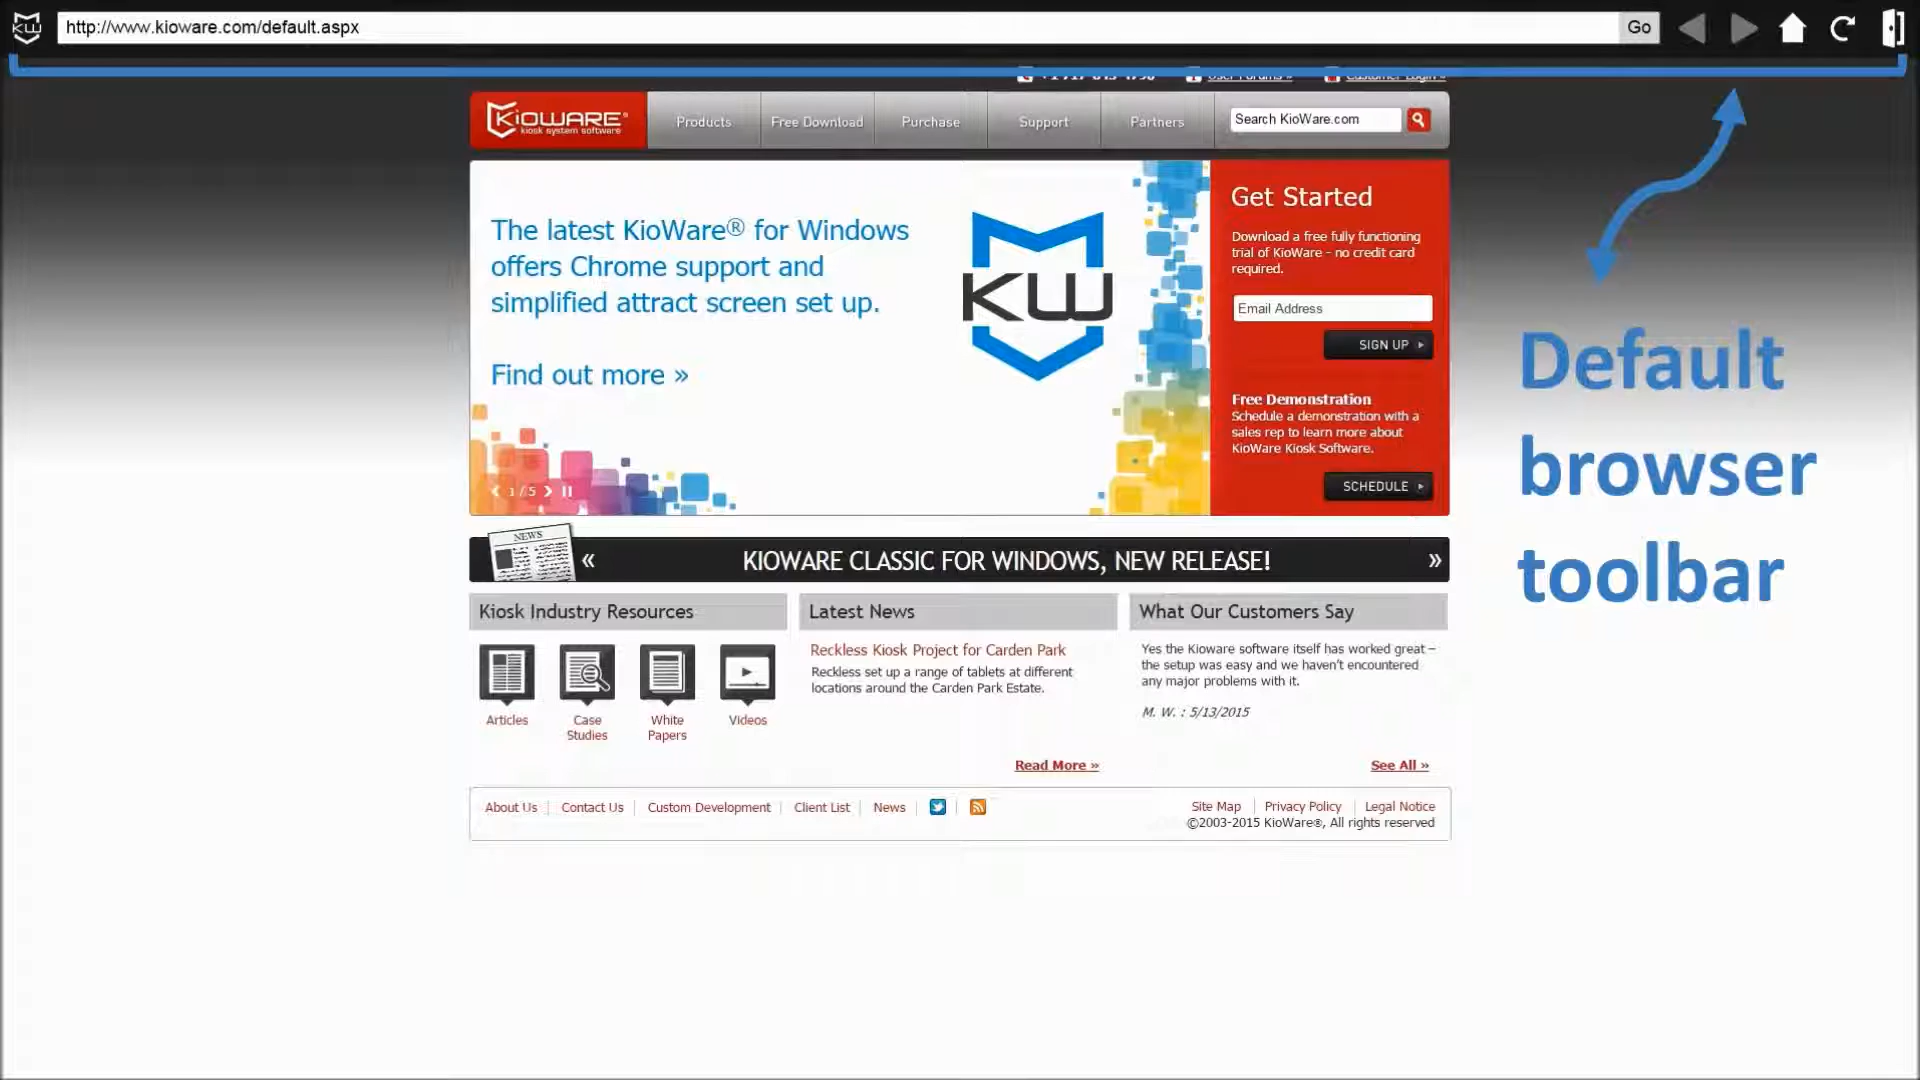 KW http://www.kioware.com/default.aspx Go
User Forums » Customer Login »
KIOWARE® Products Free Download Purchase Support Partners Search KioWare.com
kiosk system software
The latest KioWare® for Windows
offers Chrome support and
simplified attract screen set up.
Find out more »
KW
1 / 5
Get Started
Download a free fully functioning
trial of KioWare - no credit card
required.
Email Address
SIGN UP
Free Demonstration
Schedule a demonstration with a
sales rep to learn more about
KioWare Kiosk Software.
SCHEDULE
Default
browser
toolbar
NEWS « KIOWARE CLASSIC FOR WINDOWS, NEW RELEASE! »
Kiosk Industry Resources
Articles
Case
Studies
White
Papers
Videos
Latest News
Reckless Kiosk Project for Carden Park
Reckless set up a range of tablets at different
locations around the Carden Park Estate.
Read More »
What Our Customers Say
Yes the Kioware software itself has worked great –
the setup was easy and we haven't encountered
any major problems with it.
M. W. : 5/13/2015
See All »
About Us Contact Us Custom Development Client List News
Site Map Privacy Policy Legal Notice
©2003-2015 KioWare®, All rights reserved